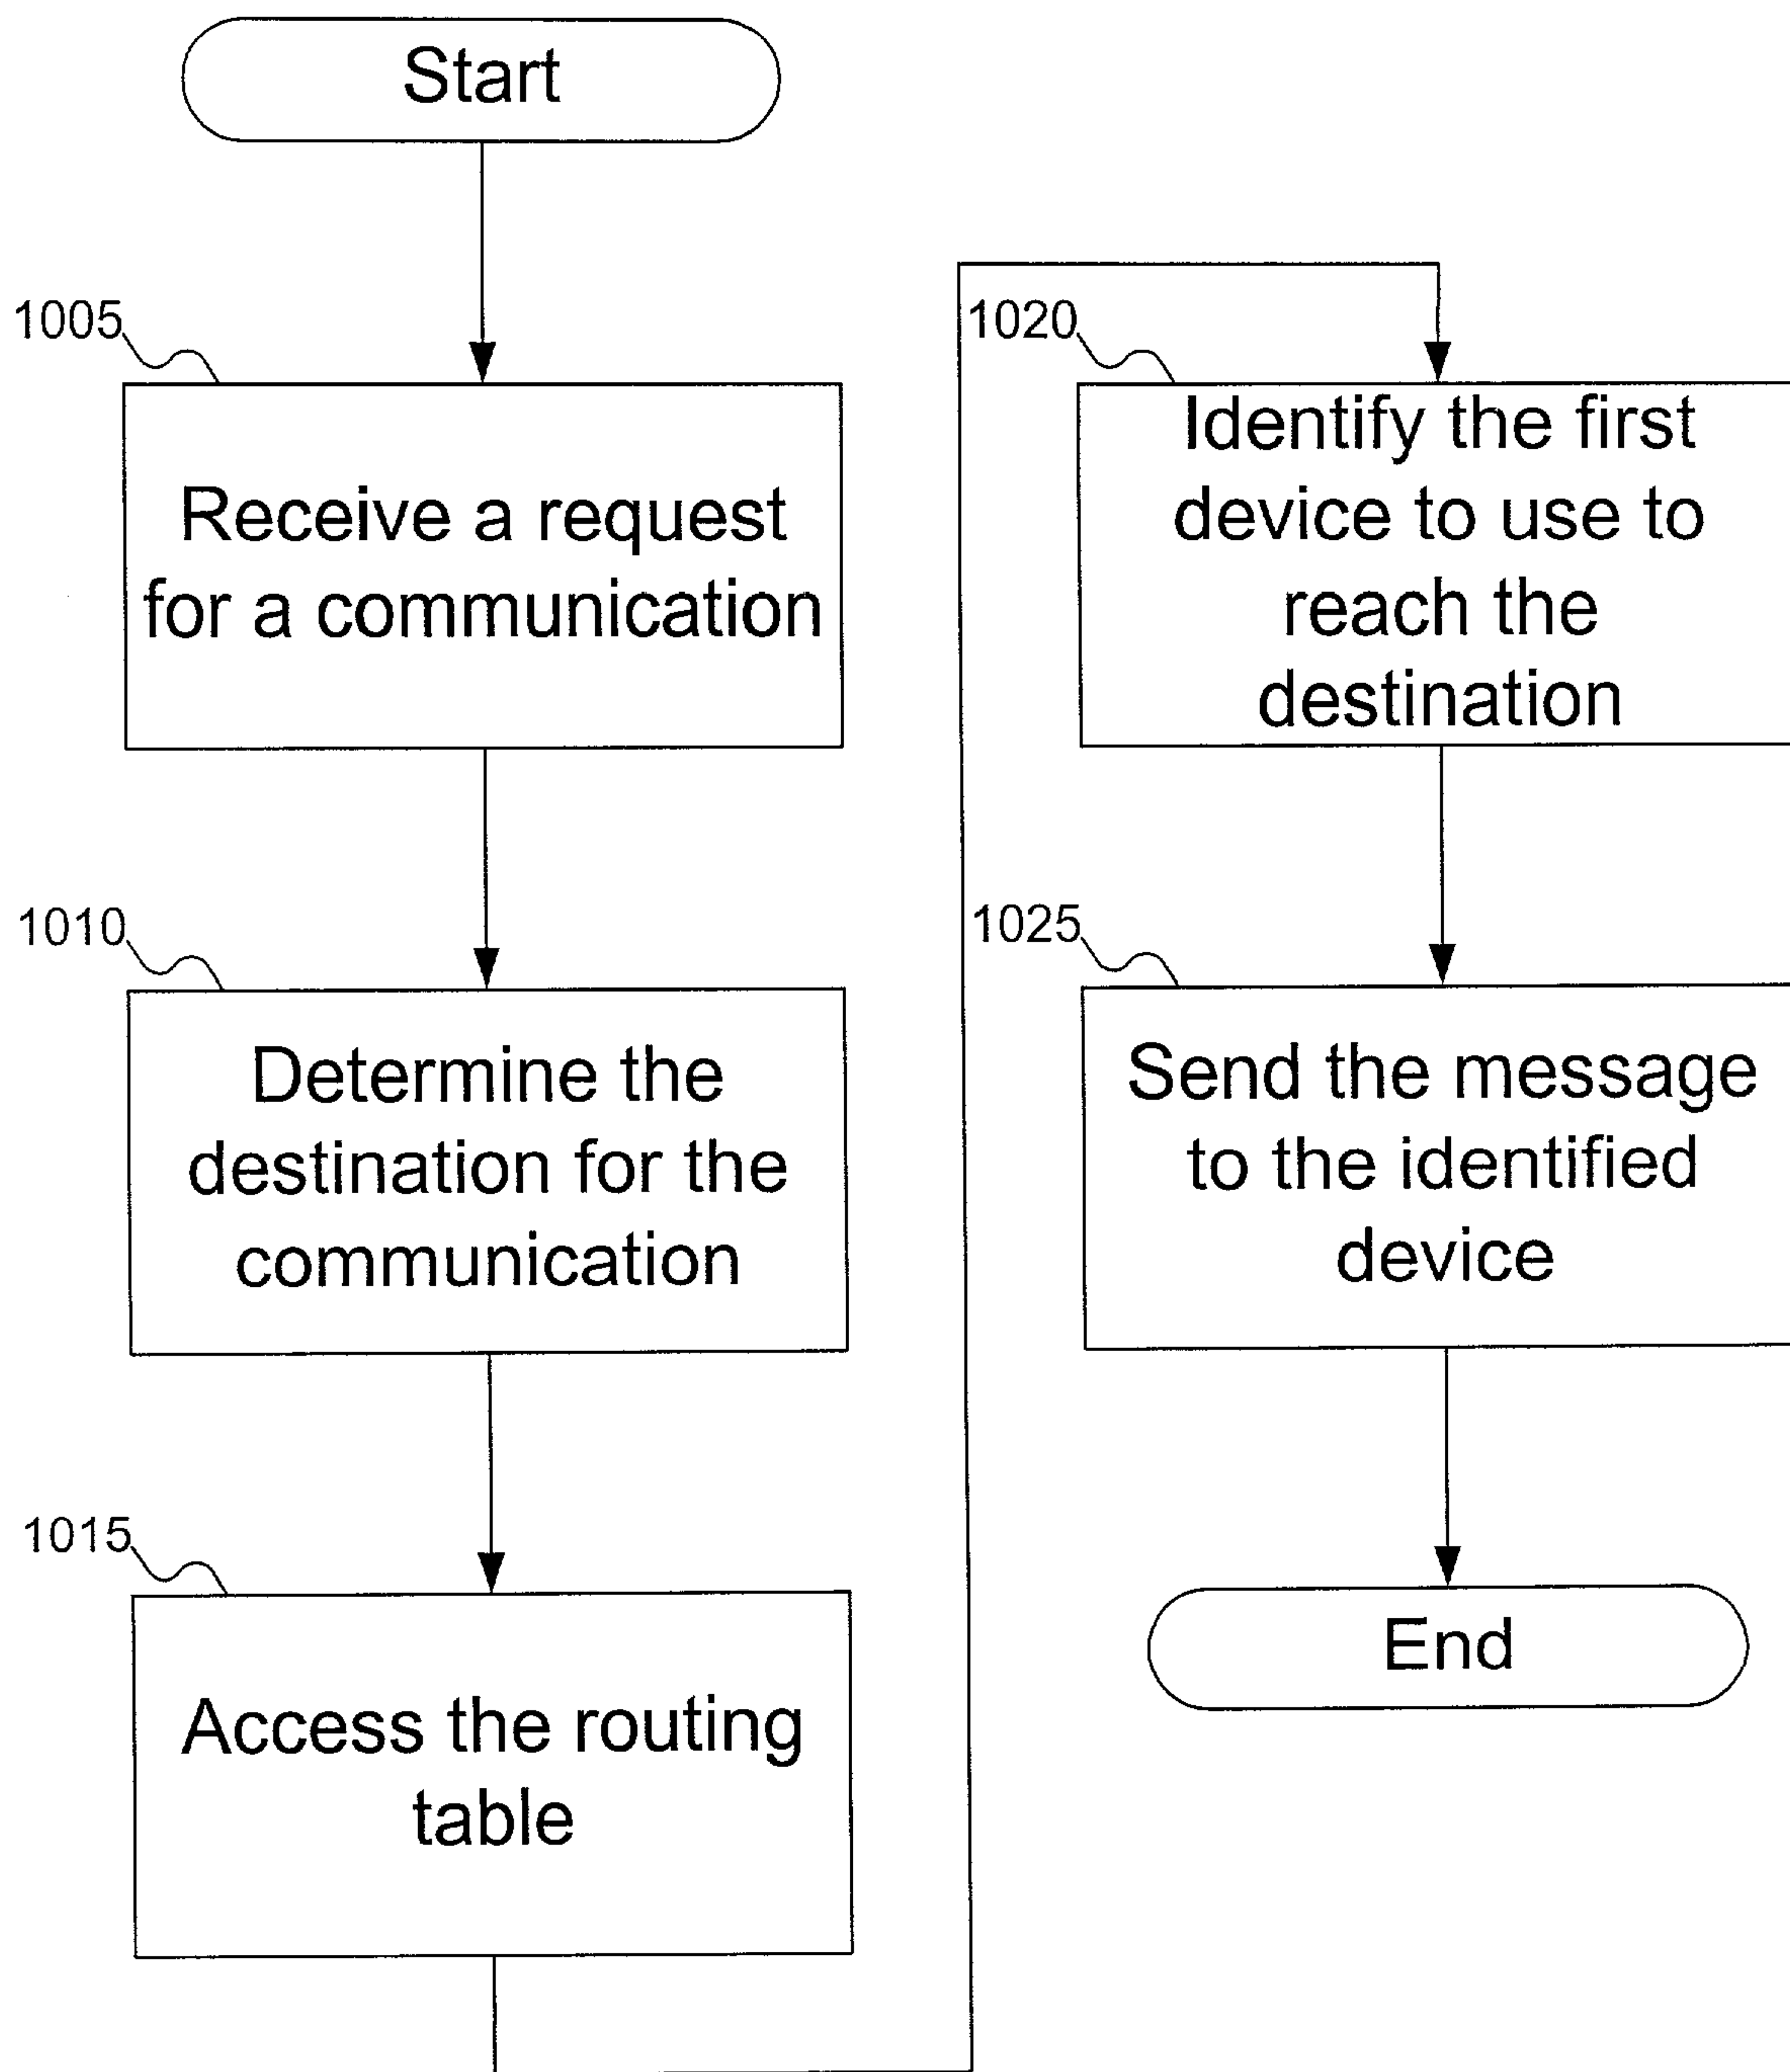 Start
1005
Receive a request
for a communication
1010
Determine the
destination for the
communication
1015
Access the routing
table
1020
Identify the first
device to use to
reach the
destination
1025
Send the message
to the identified
device
End